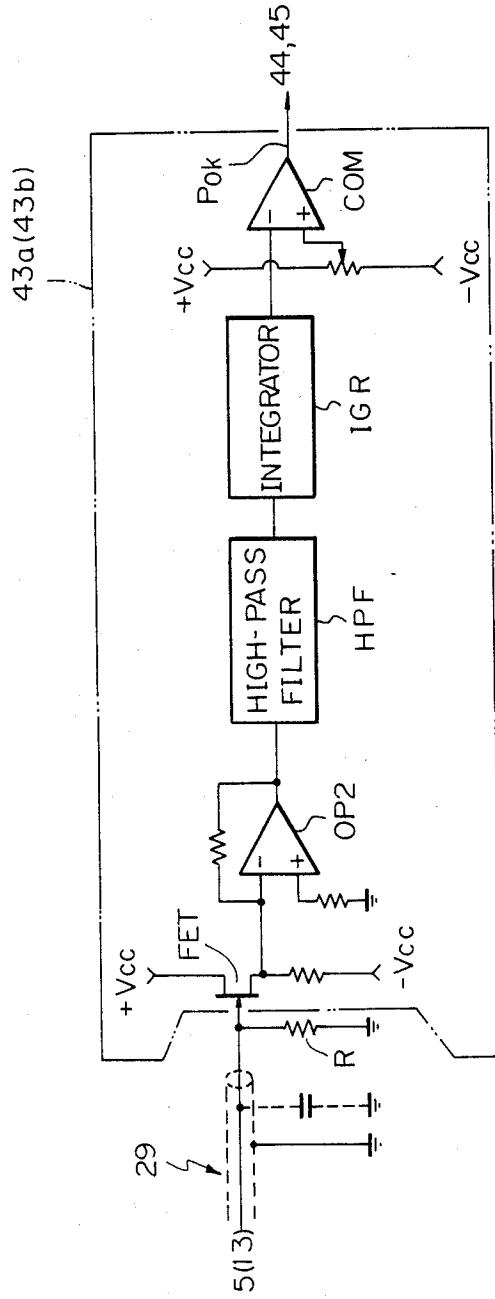 43a(43b)
5(13)
29
R
FET
+Vcc
-Vcc
-
+
OP2
HIGH-PASS
FILTER
HPF
INTEGRATOR
IGR
+Vcc
-Vcc
-
+
COM
Pok
44,45